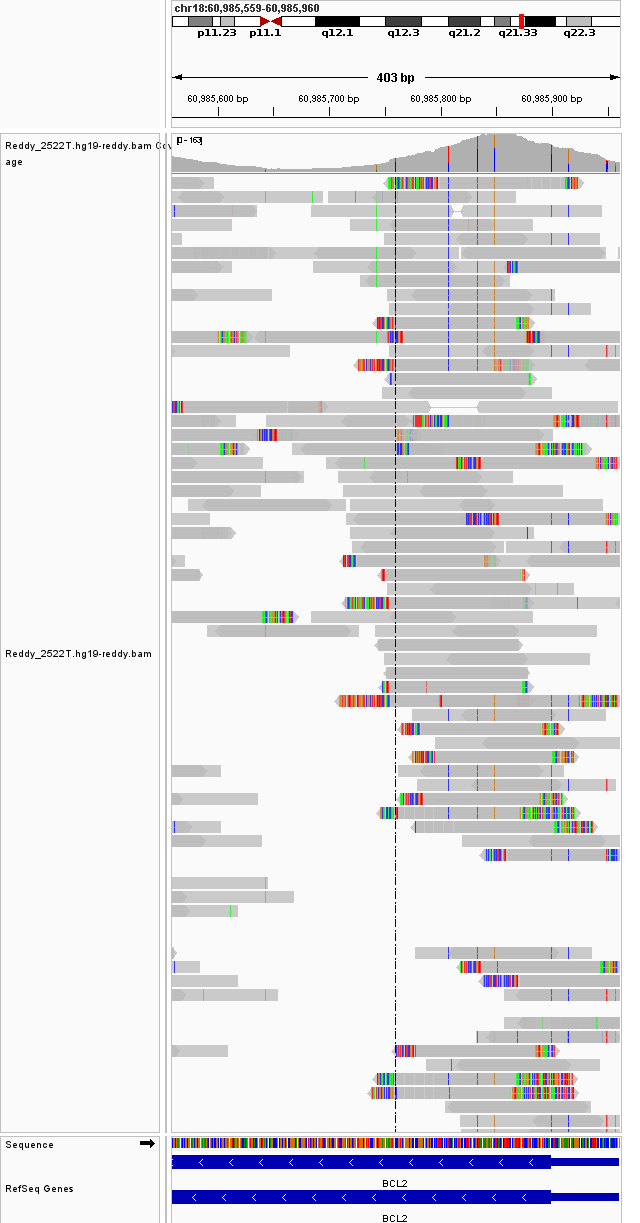 chr18:60,985,559-60,985,960
p11.23 p11.1 q12.1 q12.3 q21.2 q21.33 q22.3
403 bp
60,985,600 bp 60,985,700 bp 60,985,800 bp 60,985,900 bp
Reddy_2522T.hg19-reddy.bam Cov
age
[0 - 163]
Reddy_2522T.hg19-reddy.bam
Sequence
BCL2
RefSeq Genes
BCL2